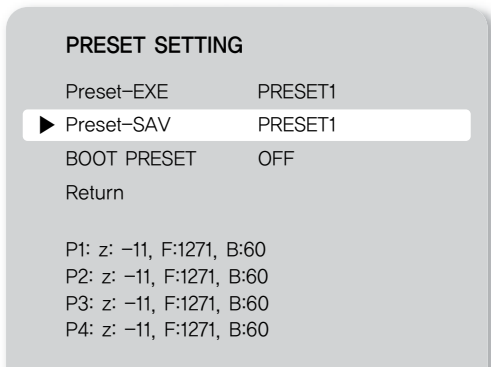 PRESET SETTING
Preset-EXE PRESET1
▶ Preset-SAV PRESET1
BOOT PRESET OFF
Return
P1: z: -11, F:1271, B:60
P2: z: -11, F:1271, B:60
P3: z: -11, F:1271, B:60
P4: z: -11, F:1271, B:60